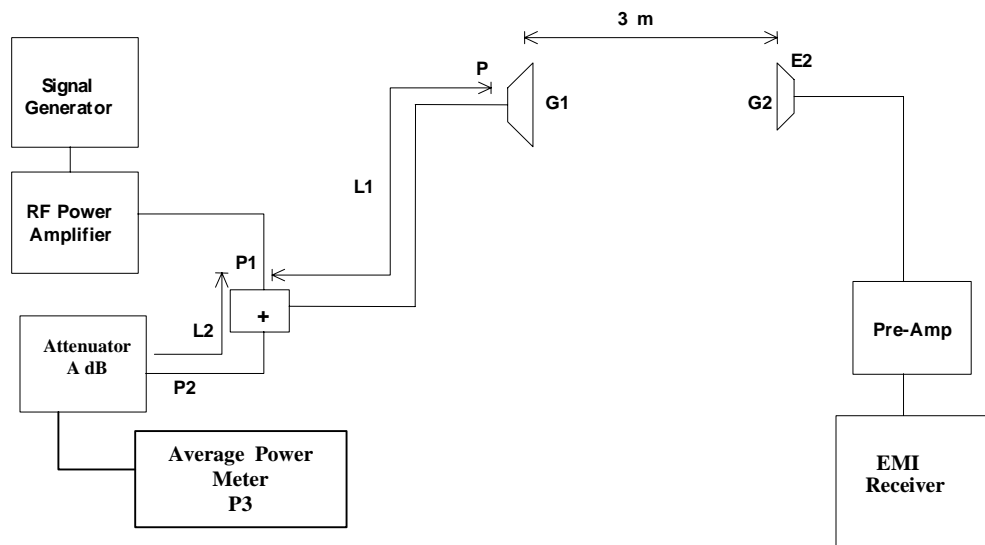 3 m
P
E2
G1
G2
Signal
Generator
L1
RF Power
Amplifier
P1
+
L2
Attenuator
A dB
P2
Pre-Amp
Average Power
Meter
P3
EMI
Receiver